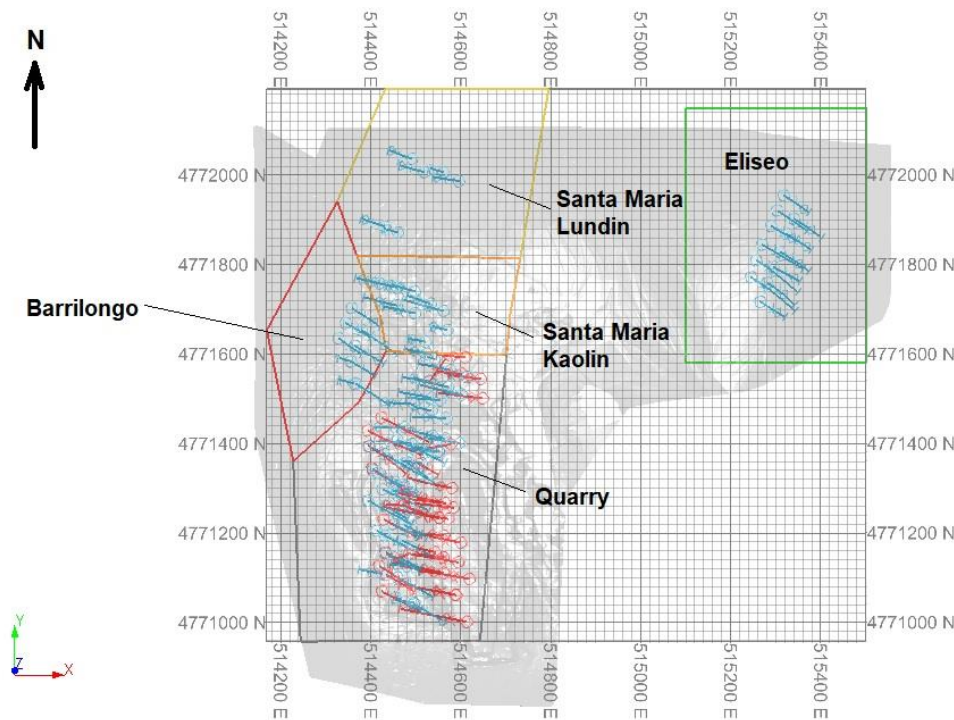 514200 E
514400 E
514600 E
514800 E
515000 E
515200 E
515400 E
N
4772000 N
4772000 N
Eliseo
Santa Maria
Lundin
4771800 N
4771800 N
Barrilongo
Santa Maria
Kaolin
4771600 N
4771600 N
4771400 N
4771400 N
Quarry
4771200 N
4771200 N
4771000 N
4771000 N
Y
Z
X
514200 E
514400 E
514600 E
514800 E
515000 E
515200 E
515400 E